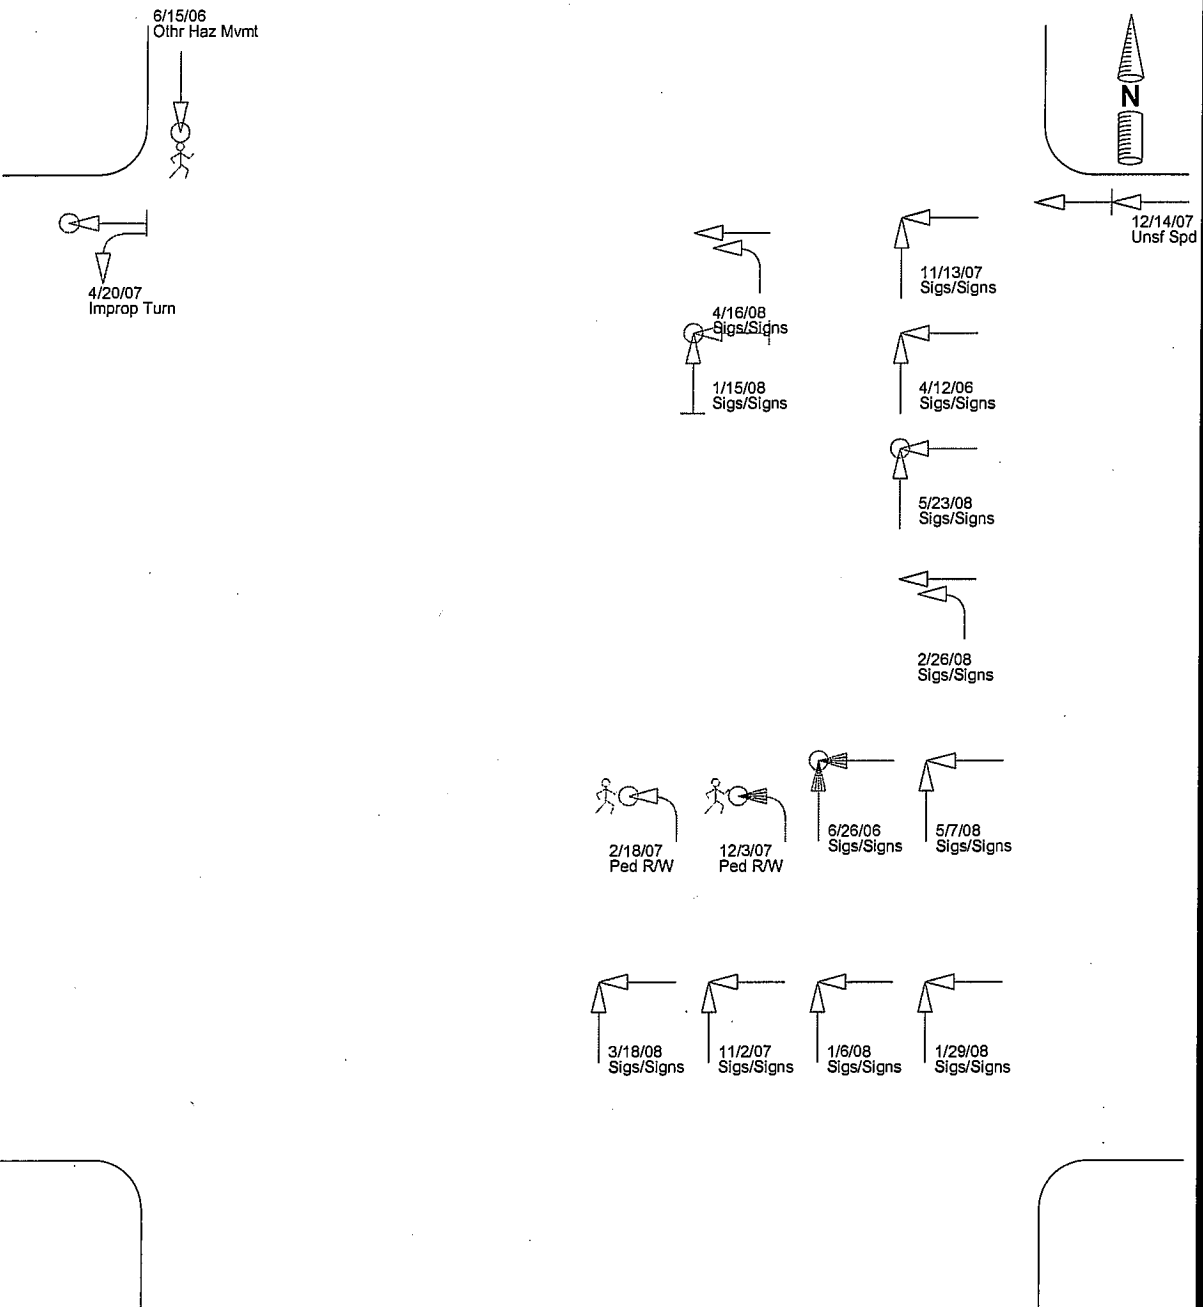 6/15/06
Othr Haz Mvmt
N
12/14/07
Unsf Spd
4/20/07
Improp Turn
4/16/08
Sigs/Signs
11/13/07
Sigs/Signs
1/15/08
Sigs/Signs
4/12/06
Sigs/Signs
5/23/08
Sigs/Signs
2/26/08
Sigs/Signs
2/18/07
Ped R/W
12/3/07
Ped R/W
6/26/06
Sigs/Signs
5/7/08
Sigs/Signs
3/18/08
Sigs/Signs
11/2/07
Sigs/Signs
1/6/08
Sigs/Signs
1/29/08
Sigs/Signs